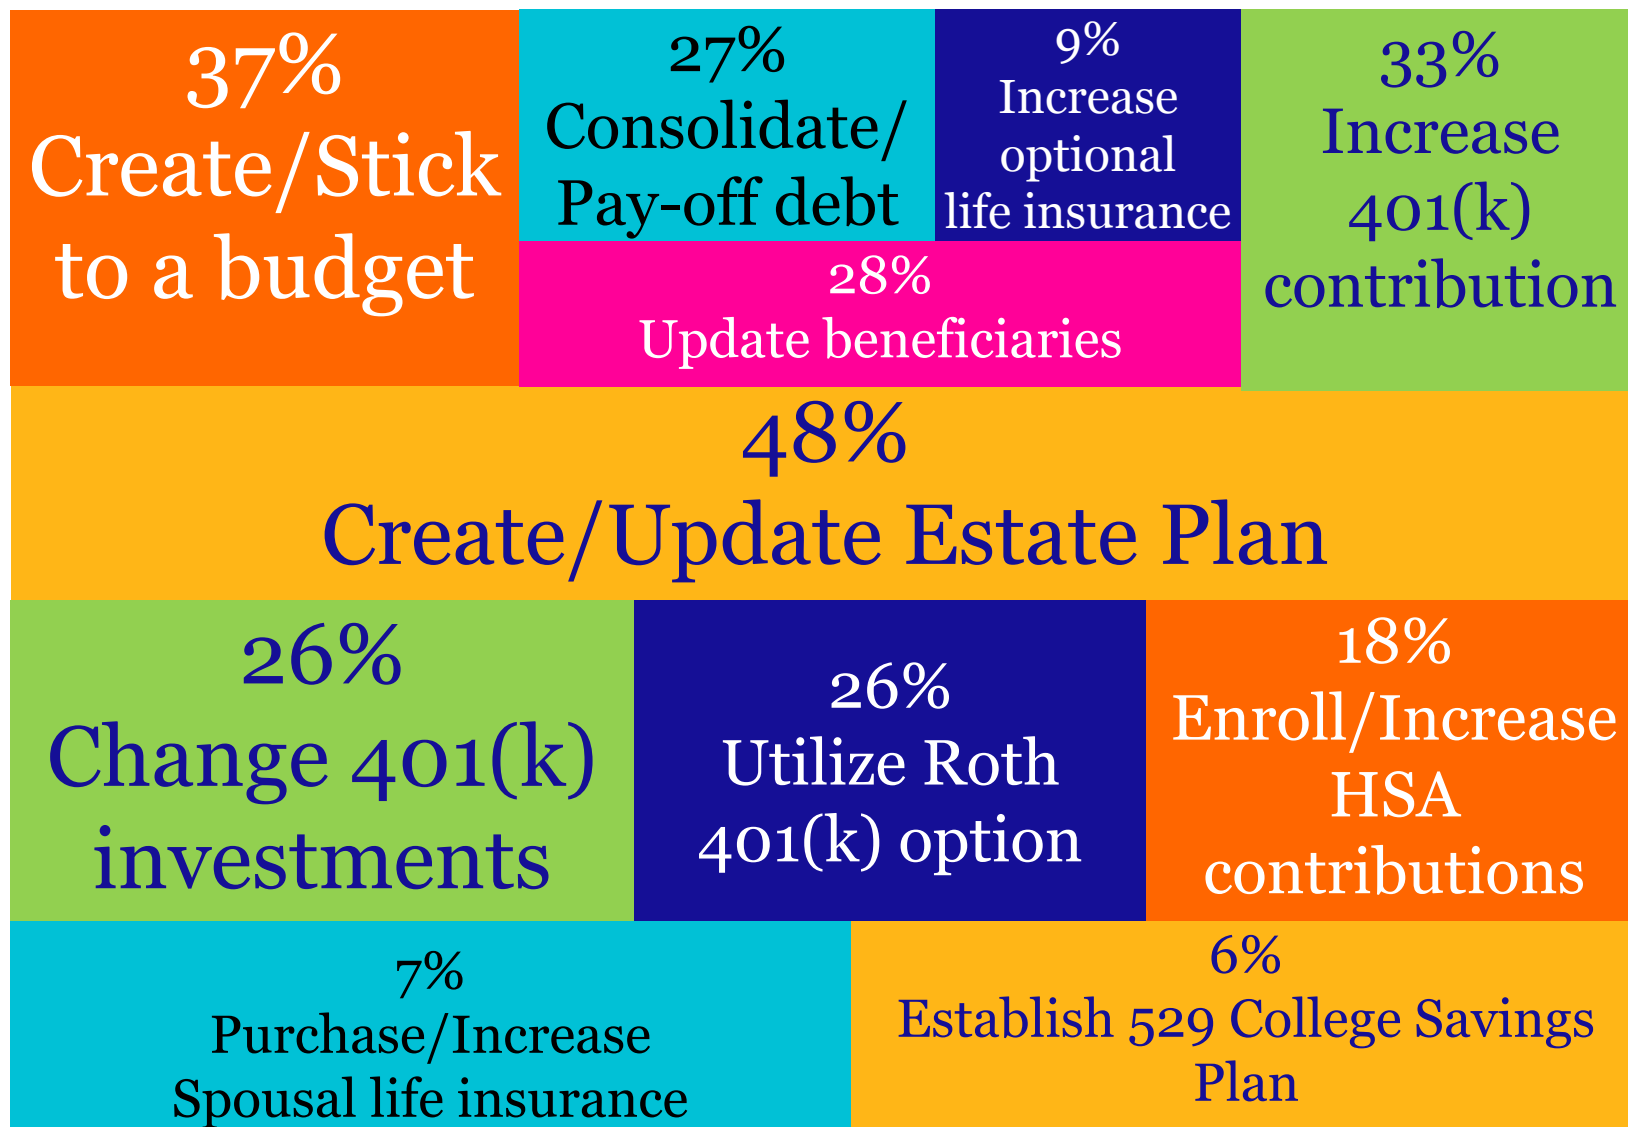 37%
Create/Stick
to a budget
27%
Consolidate/
Pay-off debt
9%
Increase
optional
life insurance
33%
Increase
401(k)
contribution
28%
Update beneficiaries
48%
Create/Update Estate Plan
26%
Change 401(k)
investments
26%
Utilize Roth
401(k) option
18%
Enroll/Increase
HSA
contributions
7%
Purchase/Increase
Spousal life insurance
6%
Establish 529 College Savings
Plan